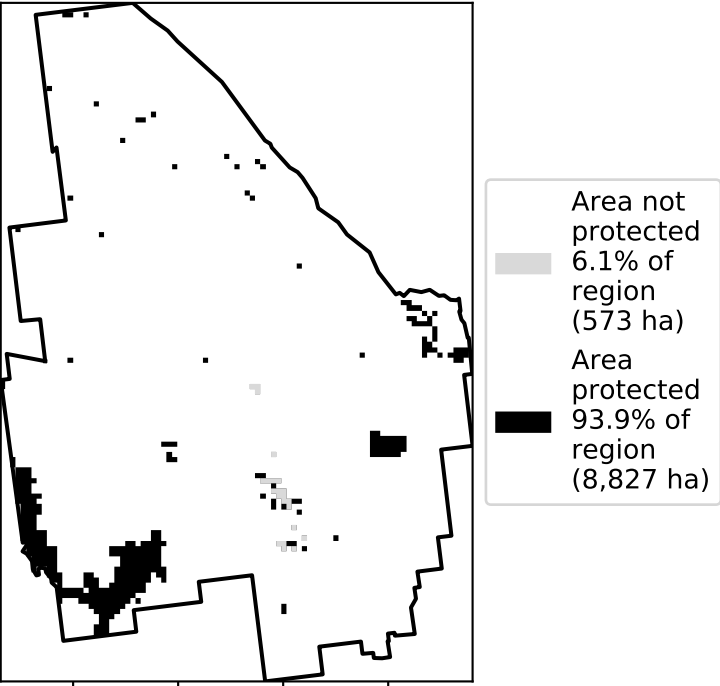 Area not
protected
6.1% of
region
(573 ha)
Area
protected
93.9% of
region
(8,827 ha)